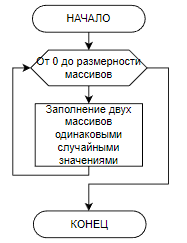 НАЧАЛО
От 0 до размерности
массивов
Заполнение двух
массивов
одинаковыми
случайными
значениями
КОНЕЦ